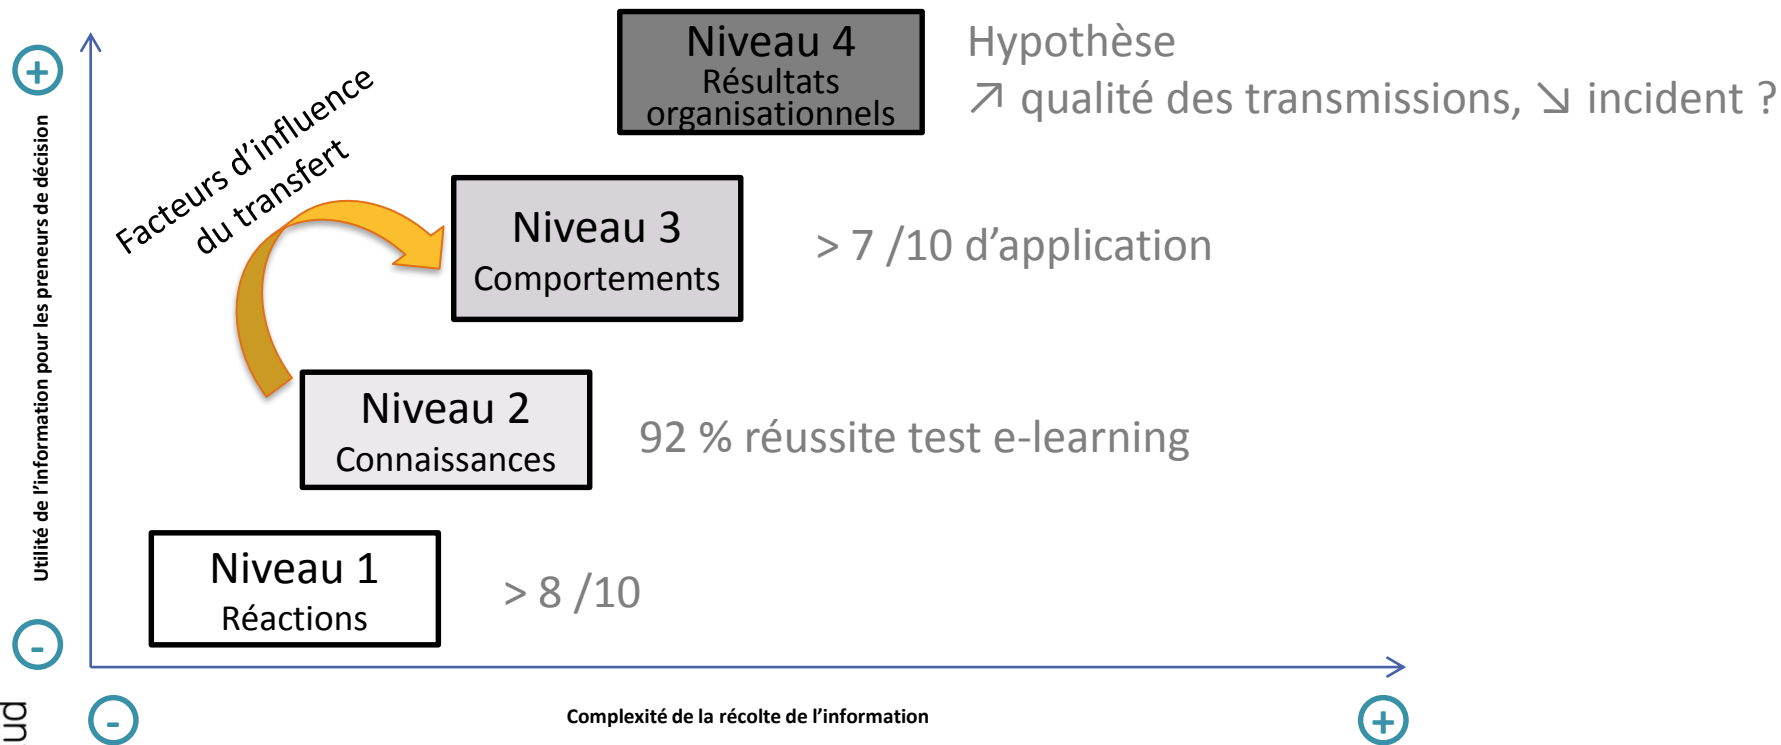 Niveau 4
Résultats
organisationnels
Hypothèse
↗ qualité des transmissions, ↘ incident ?
+
Facteurs d’influence
du transfert
Niveau 3
Comportements
> 7 /10 d’application
Utilité de l’information pour les preneurs de décision
Niveau 2
Connaissances
92 % réussite test e-learning
Niveau 1
Réactions
> 8 /10
-
ud
-
Complexité de la récolte de l’information
+